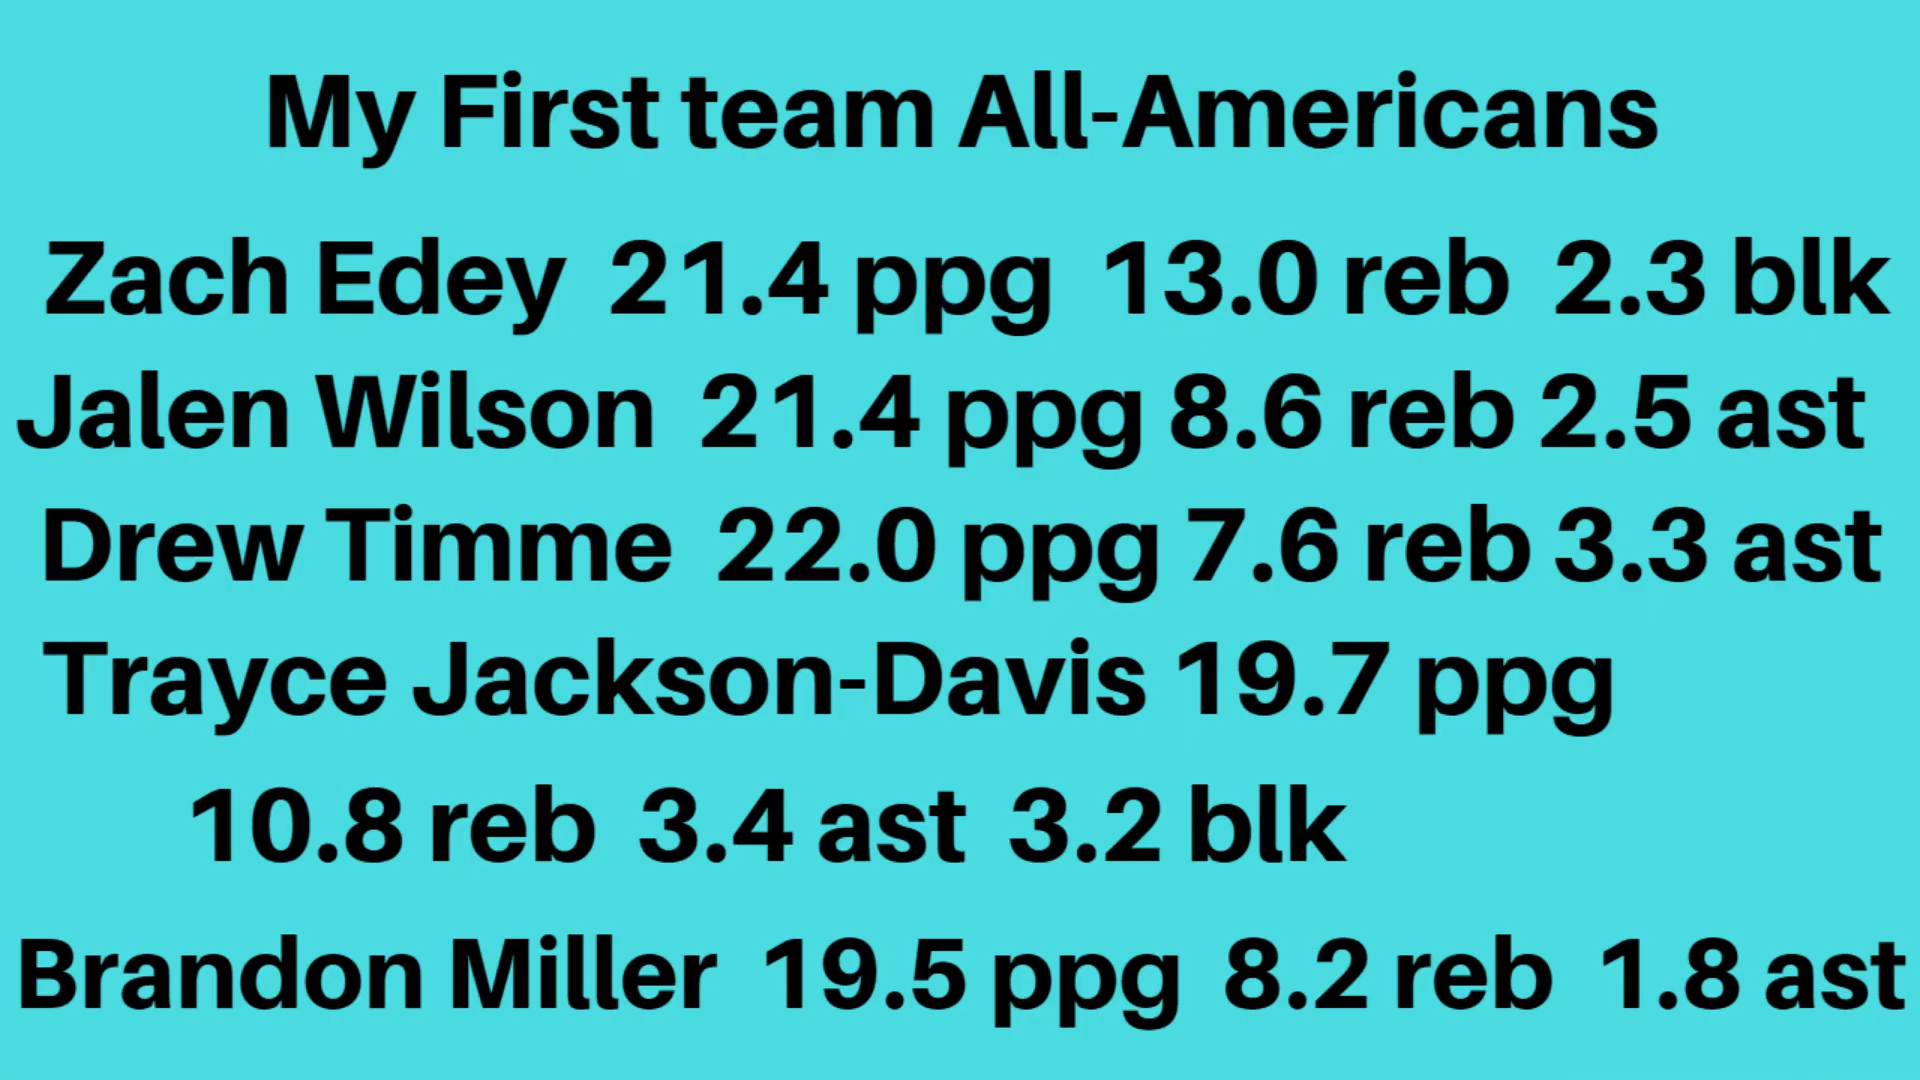 My First team All-Americans
Zach Edey 21.4 ppg 13.0 reb 2.3 blk
Jalen Wilson 21.4 ppg 8.6 reb 2.5 ast
Drew Timme 22.0 ppg 7.6 reb 3.3 ast
Trayce Jackson-Davis 19.7 ppg
10.8 reb 3.4 ast 3.2 blk
Brandon Miller 19.5 ppg 8.2 reb 1.8 ast